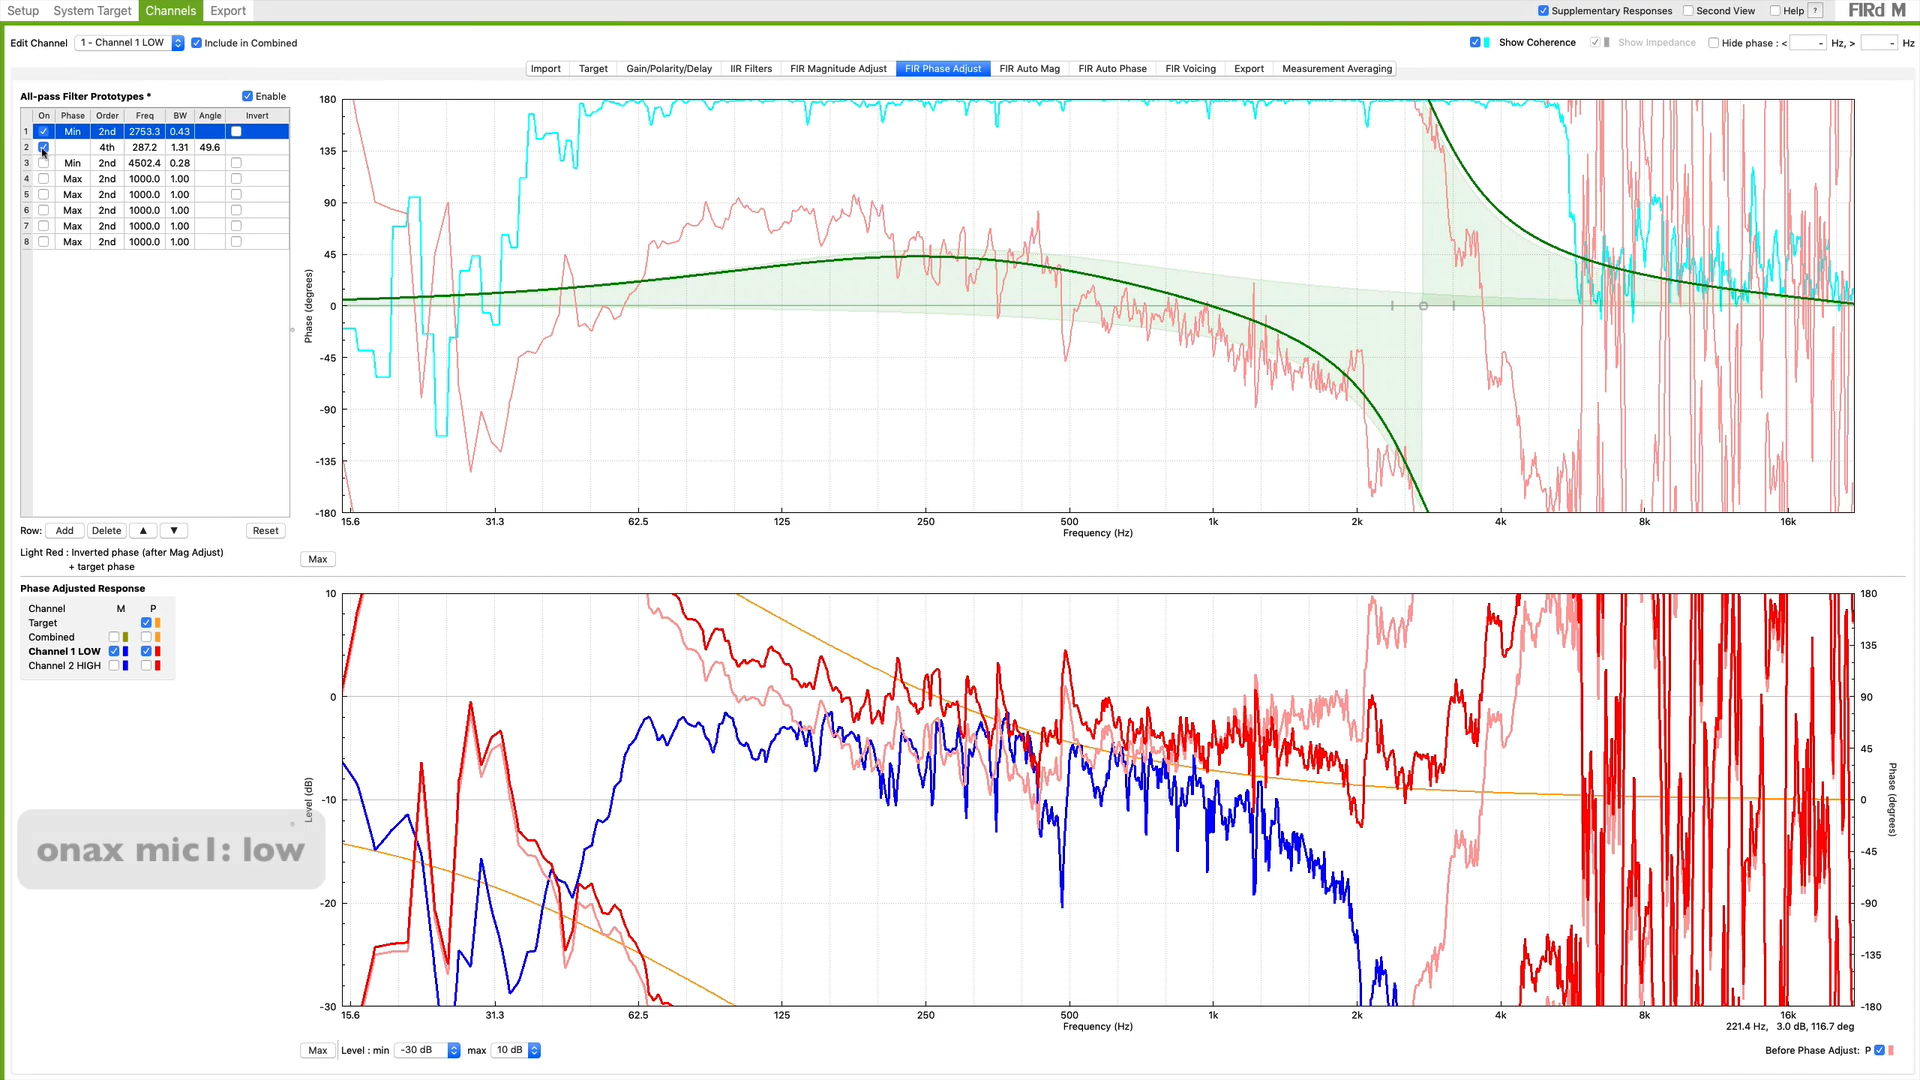 Setup System Target Channels Export
Supplementary Responses Second View Help ? FIRd M
Edit Channel 1 - Channel 1 LOW Include in Combined
Show Coherence Show Impedance Hide phase : < - Hz, > - Hz
Import Target Gain/Polarity/Delay IIR Filters FIR Magnitude Adjust FIR Phase Adjust FIR Auto Mag FIR Auto Phase FIR Voicing Export Measurement Averaging
All-pass Filter Prototypes * Enable
On Phase Order Freq BW Angle Invert
1 Min 2nd 2753.3 0.43
2 4th 287.2 1.31 49.6
3 Min 2nd 4502.4 0.28
4 Max 2nd 1000.0 1.00
5 Max 2nd 1000.0 1.00
6 Max 2nd 1000.0 1.00
7 Max 2nd 1000.0 1.00
8 Max 2nd 1000.0 1.00
Row: Add Delete ▲ ▼ Reset
Light Red : Inverted phase (after Mag Adjust)
+ target phase
180
135
90
45
0
-45
-90
-135
-180
Phase (degrees)
15.6 31.3 62.5 125 250 500 1k 2k 4k 8k 16k
Frequency (Hz)
Max
Phase Adjusted Response
Channel M P
Target
Combined
Channel 1 LOW
Channel 2 HIGH
onax mic1: low
10
0
-10
-20
-30
Level (dB)
180
135
90
45
0
-45
-90
-135
-180
Phase (degrees)
15.6 31.3 62.5 125 250 500 1k 2k 4k 8k 16k
Frequency (Hz)
221.4 Hz, 3.0 dB, 116.7 deg
Max Level : min -30 dB max 10 dB
Before Phase Adjust: P